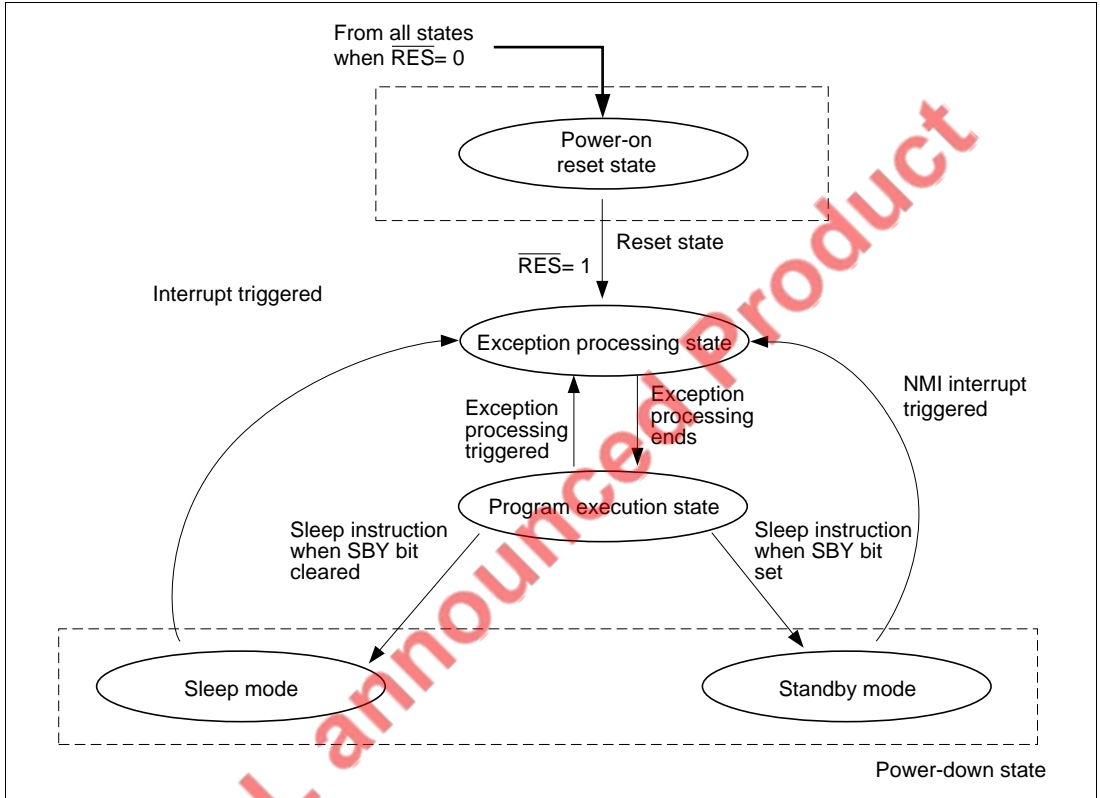 From all states
when R̅E̅S̅= 0
Power-on
reset state
Reset state
R̅E̅S̅= 1
Interrupt triggered
Exception processing state
NMI interrupt
triggered
Exception
processing
triggered
Exception
processing
ends
Program execution state
Sleep instruction
when SBY bit
cleared
Sleep instruction
when SBY bit
set
Sleep mode
Standby mode
Power-down state
announced Product